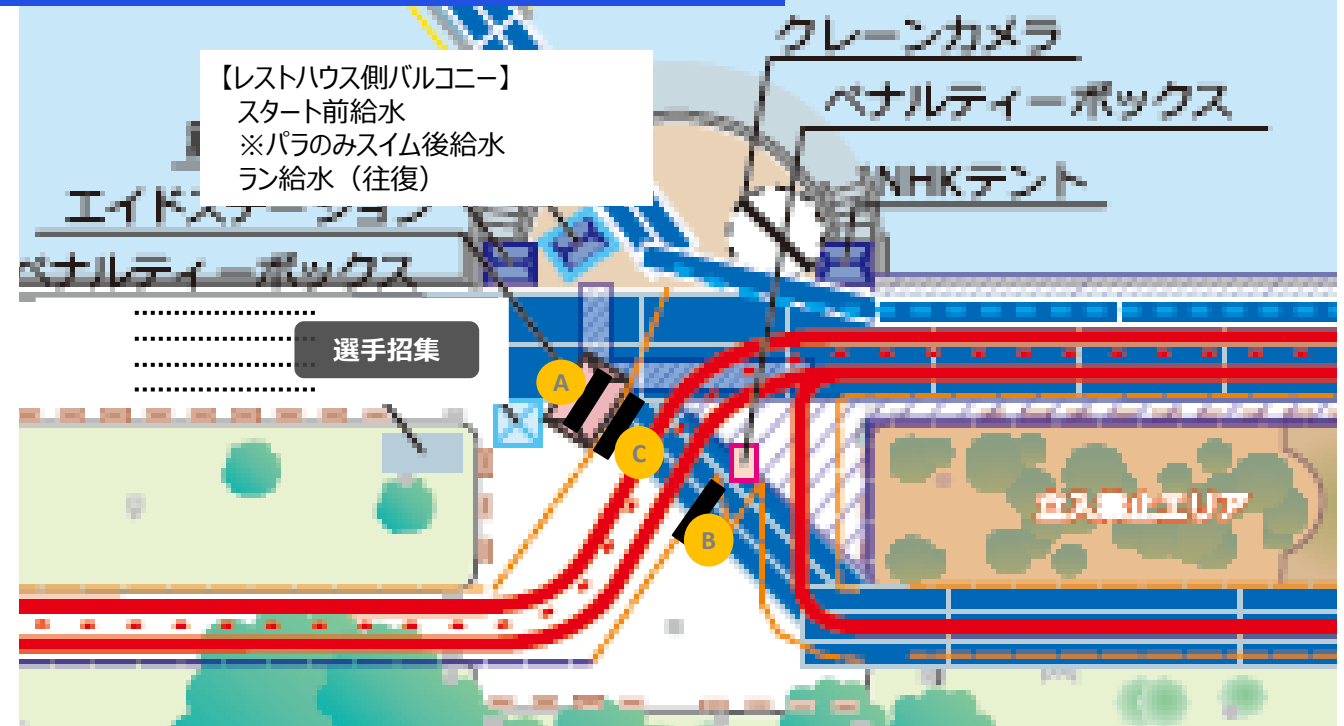 クレーンカメラ
【レストハウス側バルコニー】
スタート前給水
※パラのみスイム後給水
ラン給水（往復）
ペナルティーボックス
NHKテント
エイドステーション
ペナルティーボックス
選手招集
A
C
B
立入禁止エリア